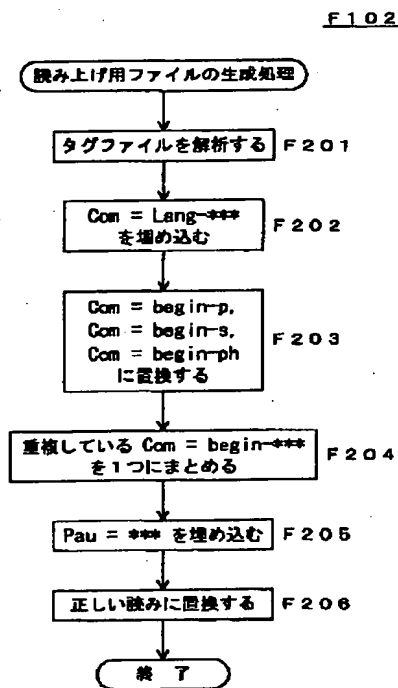 F102
読み上げ用ファイルの生成処理
タグファイルを解析する F201
Com = Lang-***
を埋め込む
F202
Com = begin-p,
Com = begin-s,
Com = begin-ph
に置換する
F203
重複している Com = begin-***
を1つにまとめる
F204
Pau = *** を埋め込む F205
正しい読みに置換する F206
終 了